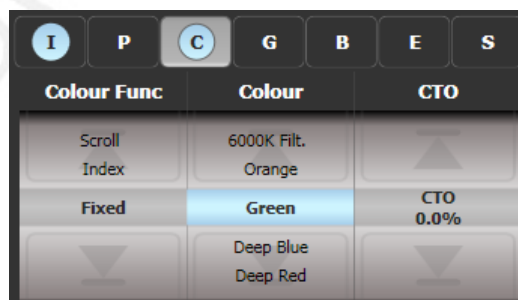 I P C G B E S
Colour Func Colour CTO
Scroll 6000K Filt.
Index Orange
Fixed Green CTO
0.0%
Deep Blue
Deep Red